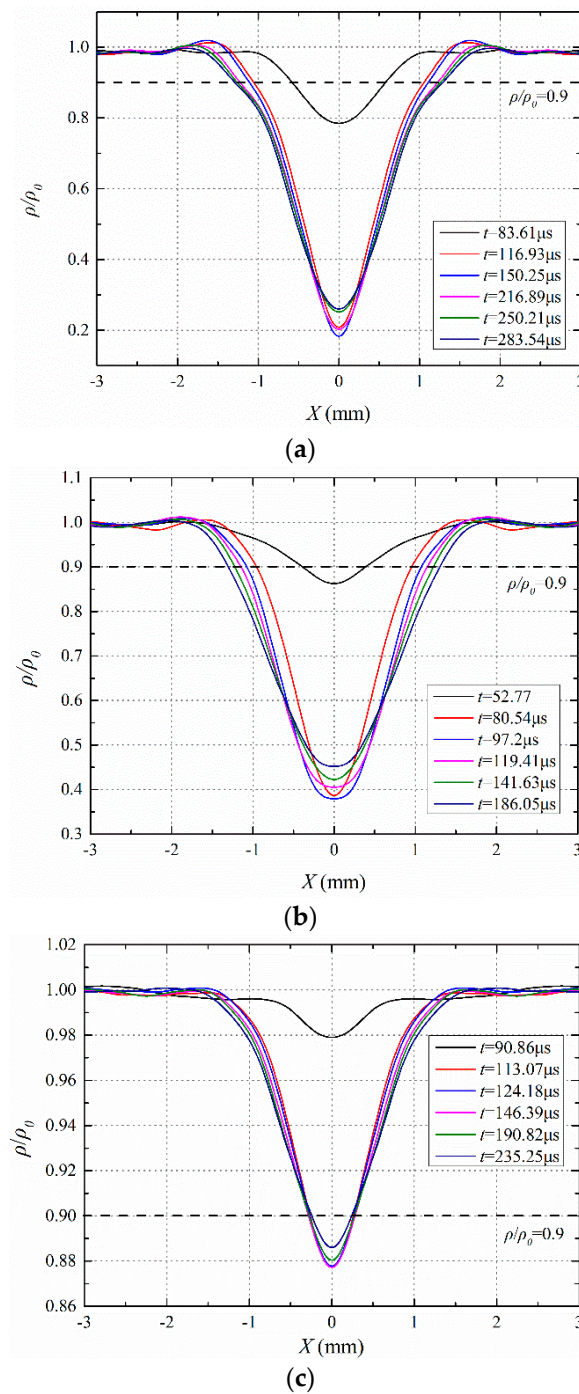 1.0
0.8
0.6
0.4
0.2
ρ/ρ0
ρ/ρ0=0.9
t=83.61μs
t=116.93μs
t=150.25μs
t=216.89μs
t=250.21μs
t=283.54μs
-3 -2 -1 0 1 2 3
X (mm)
(a)
1.1
1.0
0.9
0.8
0.7
0.6
0.5
0.4
0.3
ρ/ρ0
ρ/ρ0=0.9
t=52.77
t=80.54μs
t=97.2μs
t=119.41μs
t=141.63μs
t=186.05μs
-3 -2 -1 0 1 2 3
X (mm)
(b)
1.02
1.00
0.98
0.96
0.94
0.92
0.90
0.88
0.86
ρ/ρ0
t=90.86μs
t=113.07μs
t=124.18μs
t=146.39μs
t=190.82μs
t=235.25μs
ρ/ρ0=0.9
-3 -2 -1 0 1 2 3
X (mm)
(c)